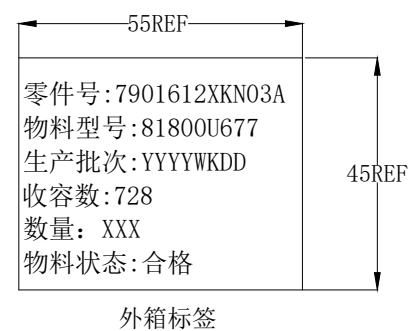 55REF
零件号:7901612XKN03A
物料型号:81800U677
生产批次:YYYYWKDD
收容数:728
数量：XXX
物料状态:合格
45REF
外箱标签